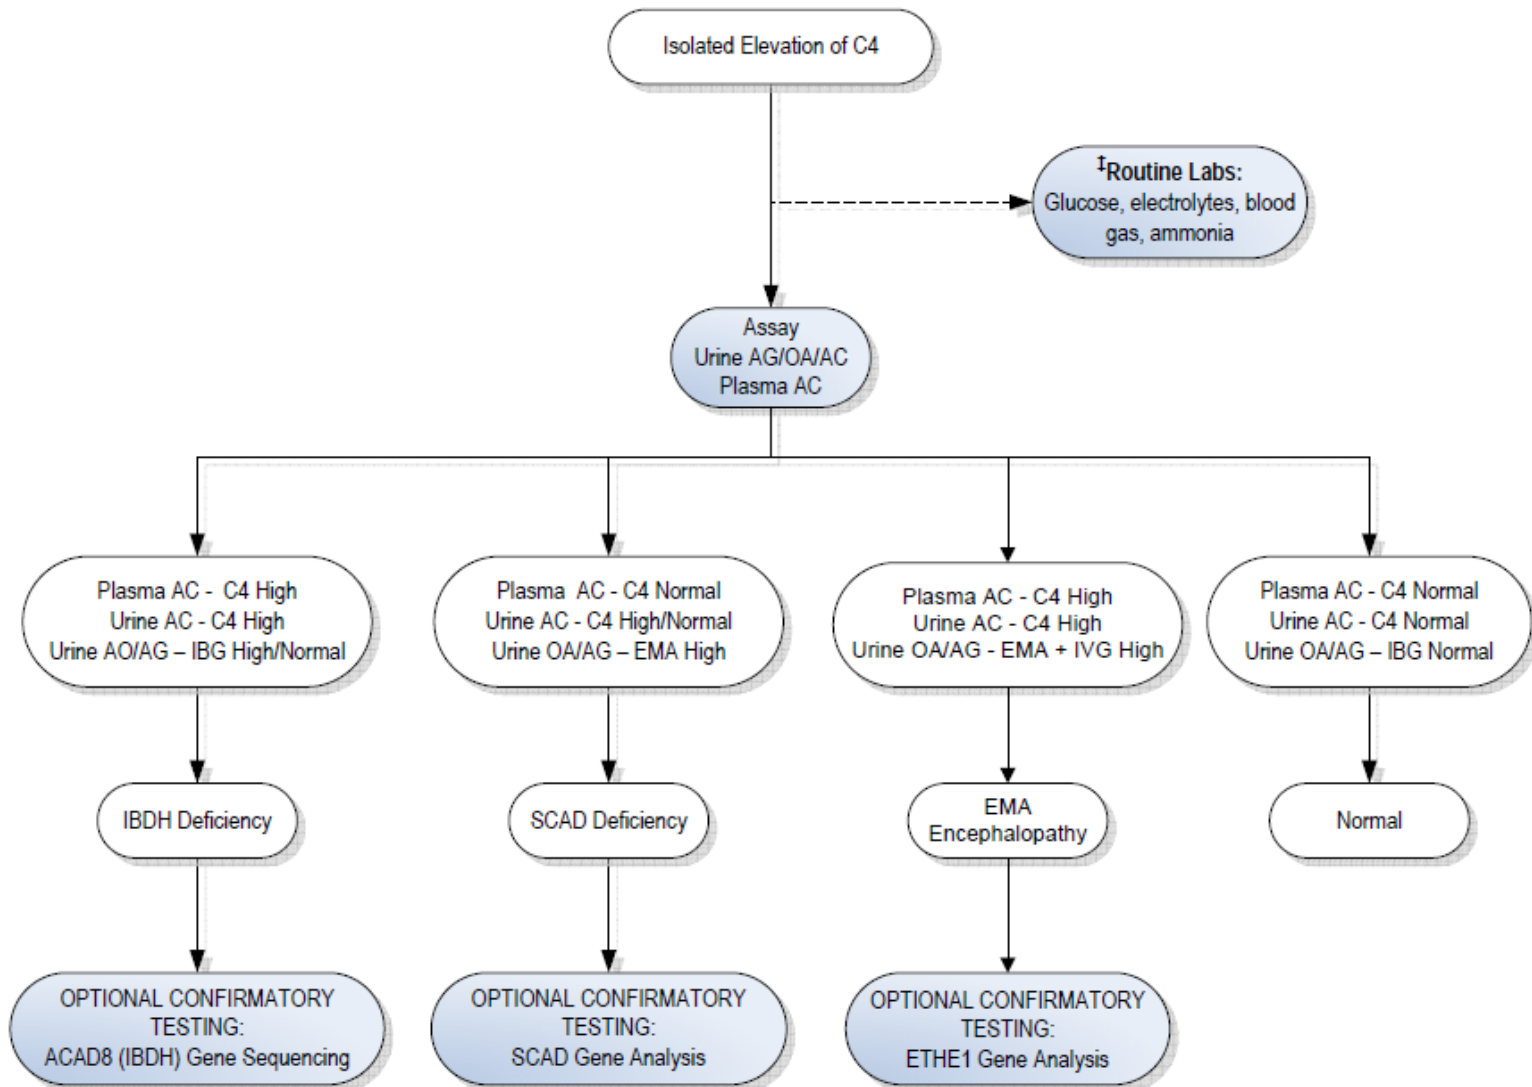 Isolated Elevation of C4
‡Routine Labs:
Glucose, electrolytes, blood
gas, ammonia
Assay
Urine AG/OA/AC
Plasma AC
Plasma AC - C4 High
Urine AC - C4 High
Urine AO/AG – IBG High/Normal
Plasma AC - C4 Normal
Urine AC - C4 High/Normal
Urine OA/AG – EMA High
Plasma AC - C4 High
Urine AC - C4 High
Urine OA/AG - EMA + IVG High
Plasma AC - C4 Normal
Urine AC - C4 Normal
Urine OA/AG – IBG Normal
IBDH Deficiency
SCAD Deficiency
EMA
Encephalopathy
Normal
OPTIONAL CONFIRMATORY
TESTING:
ACAD8 (IBDH) Gene Sequencing
OPTIONAL CONFIRMATORY
TESTING:
SCAD Gene Analysis
OPTIONAL CONFIRMATORY
TESTING:
ETHE1 Gene Analysis